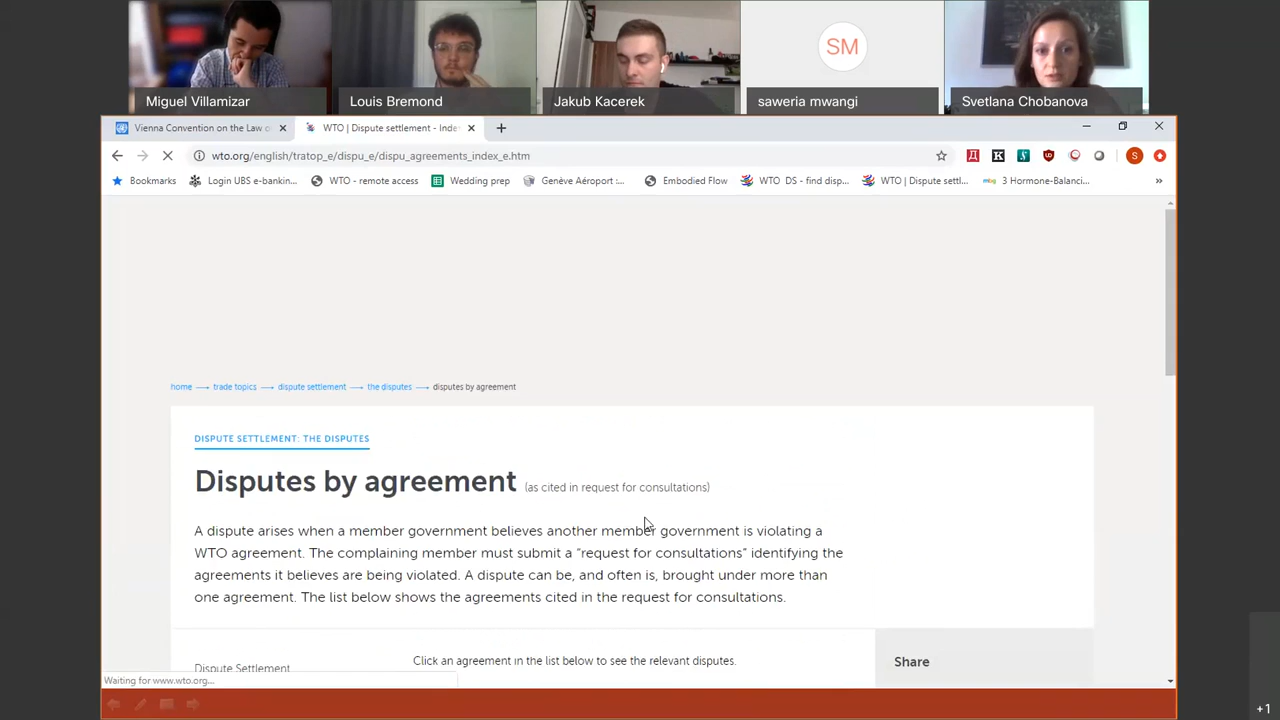 SM
Miguel Villamizar
Louis Bremond
Jakub Kacerek
saweria mwangi
Svetlana Chobanova
Vienna Convention on the Law o
WTO | Dispute settlement - Inde
wto.org/english/tratop_e/dispu_e/dispu_agreements_index_e.htm
S
Bookmarks
Login UBS e-banking...
WTO - remote access
Wedding prep
Genève Aéroport :...
Embodied Flow
WTO DS - find disp...
WTO | Dispute settl...
3 Hormone-Balanci...
»
home → trade topics → dispute settlement → the disputes → disputes by agreement
DISPUTE SETTLEMENT: THE DISPUTES
Disputes by agreement (as cited in request for consultations)
A dispute arises when a member government believes another member government is violating a
WTO agreement. The complaining member must submit a “request for consultations” identifying the
agreements it believes are being violated. A dispute can be, and often is, brought under more than
one agreement. The list below shows the agreements cited in the request for consultations.
Dispute Settlement
Click an agreement in the list below to see the relevant disputes.
Share
Waiting for www.wto.org...
+1